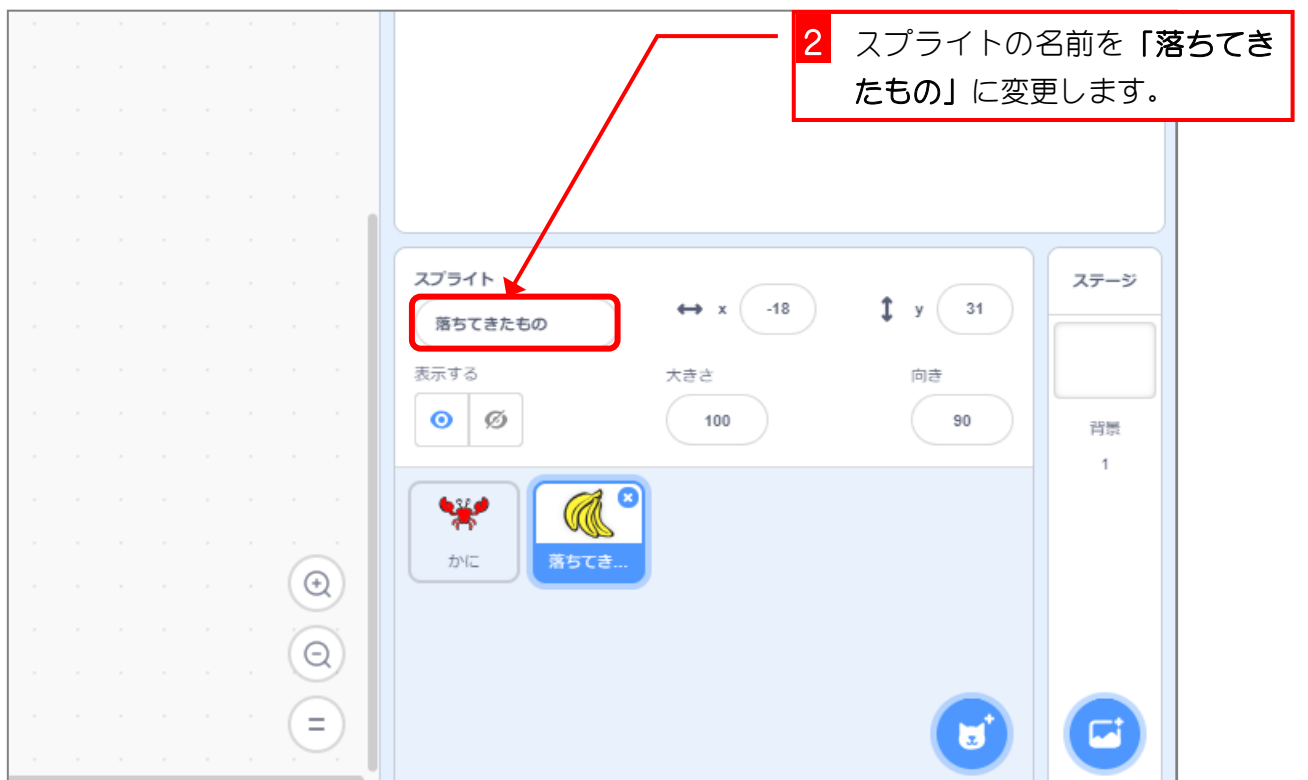 2 スプライトの名前を「落ちてき
たもの」に変更します。
スプライト
落ちてきたもの
x -18
y 31
表示する
大きさ
向き
100
90
かに
落ちてき...
ステージ
背景
1